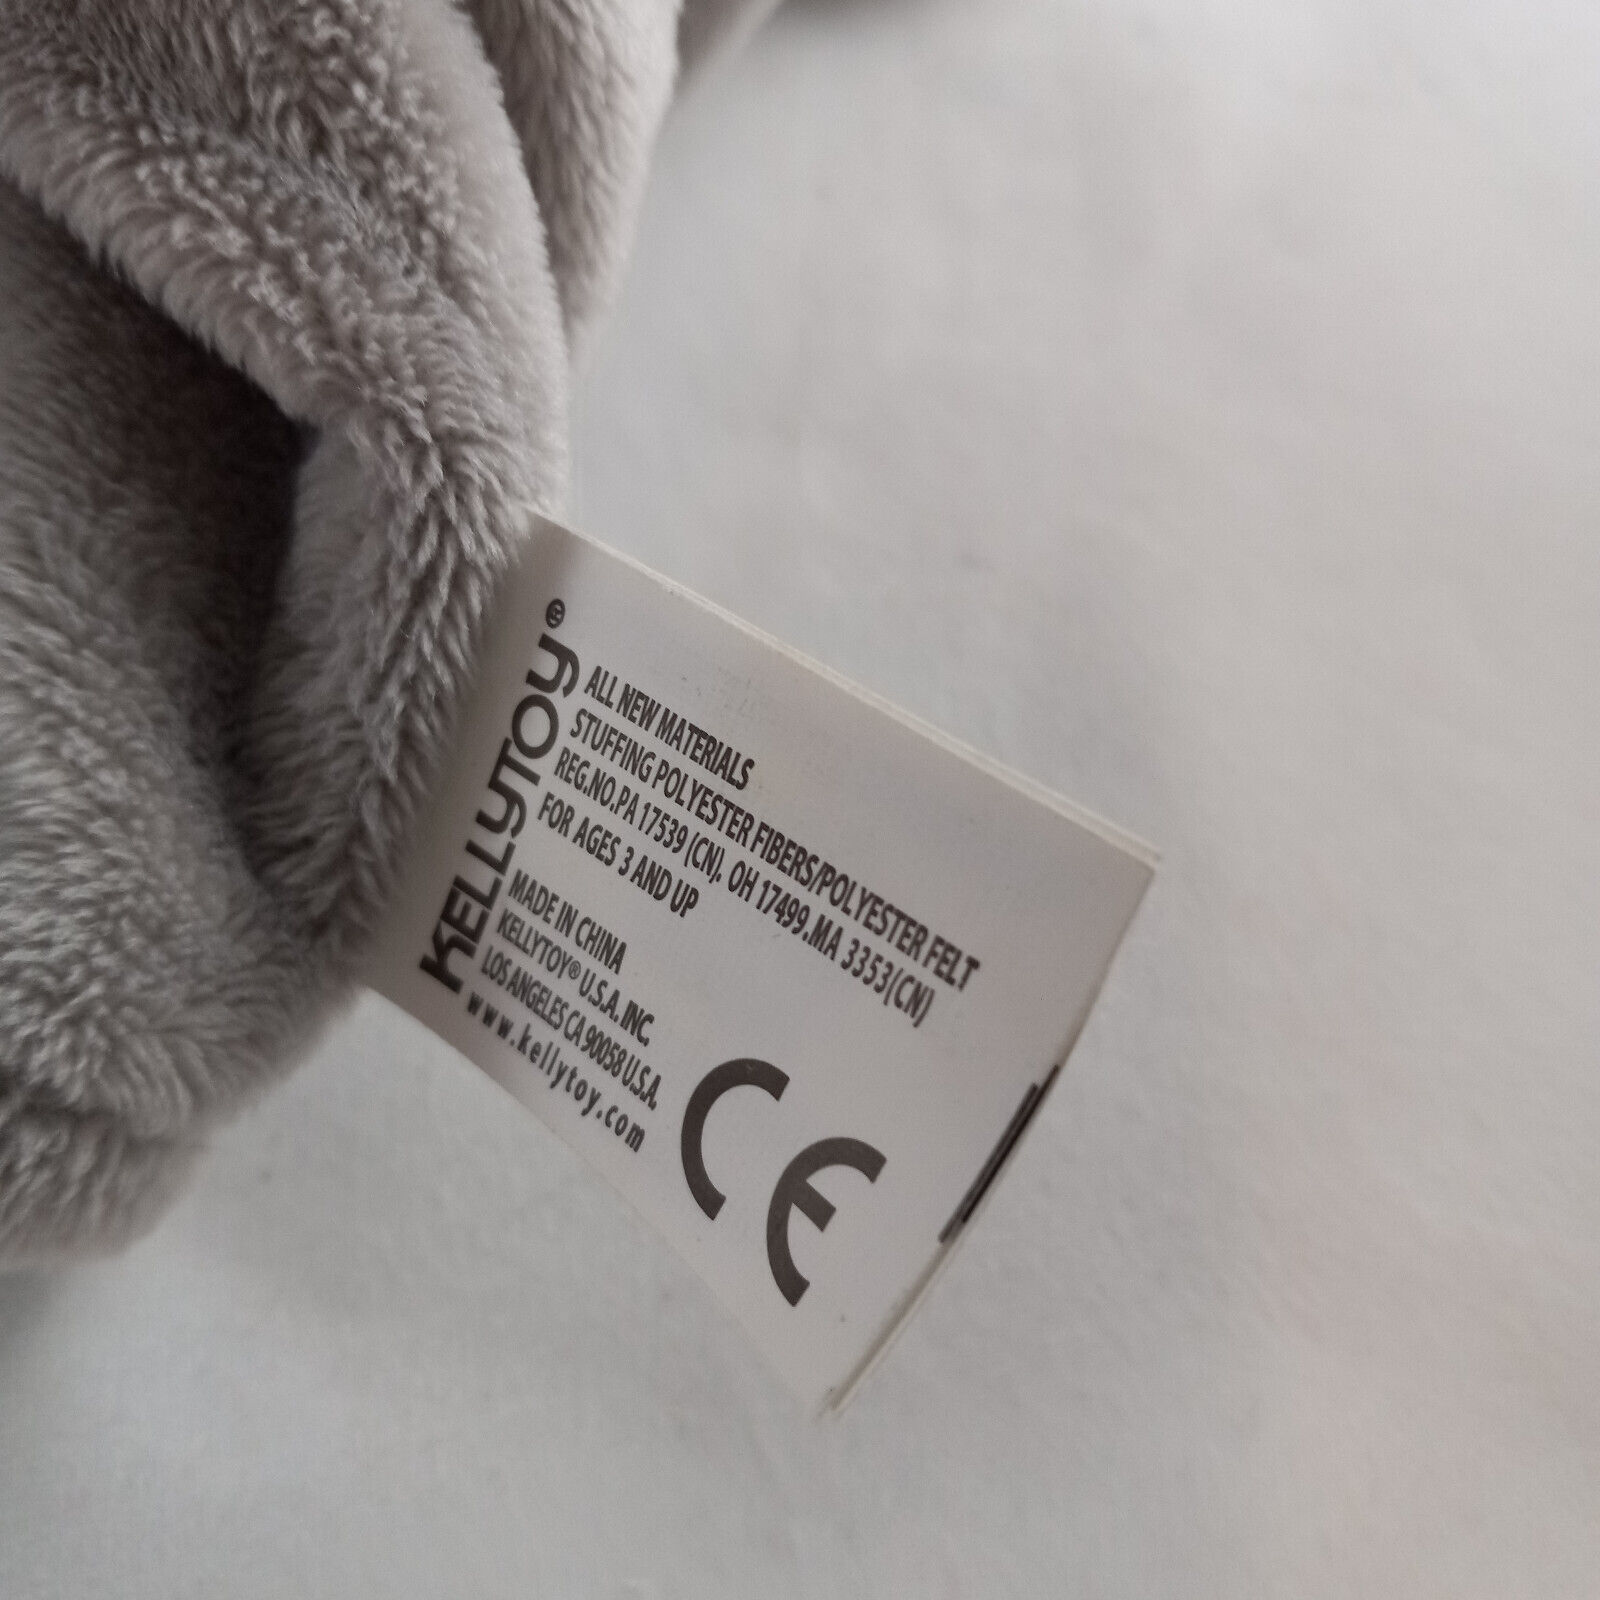 KELLYTOY®
ALL NEW MATERIALS
STUFFING POLYESTER FIBERS/POLYESTER FELT
REG.NO.PA 17539 (CN). OH 17499.MA 3353(CN)
FOR AGES 3 AND UP
MADE IN CHINA
KELLYTOY® U.S.A. INC.
LOS ANGELES CA 90058 U.S.A.
www.kellytoy.com
CE